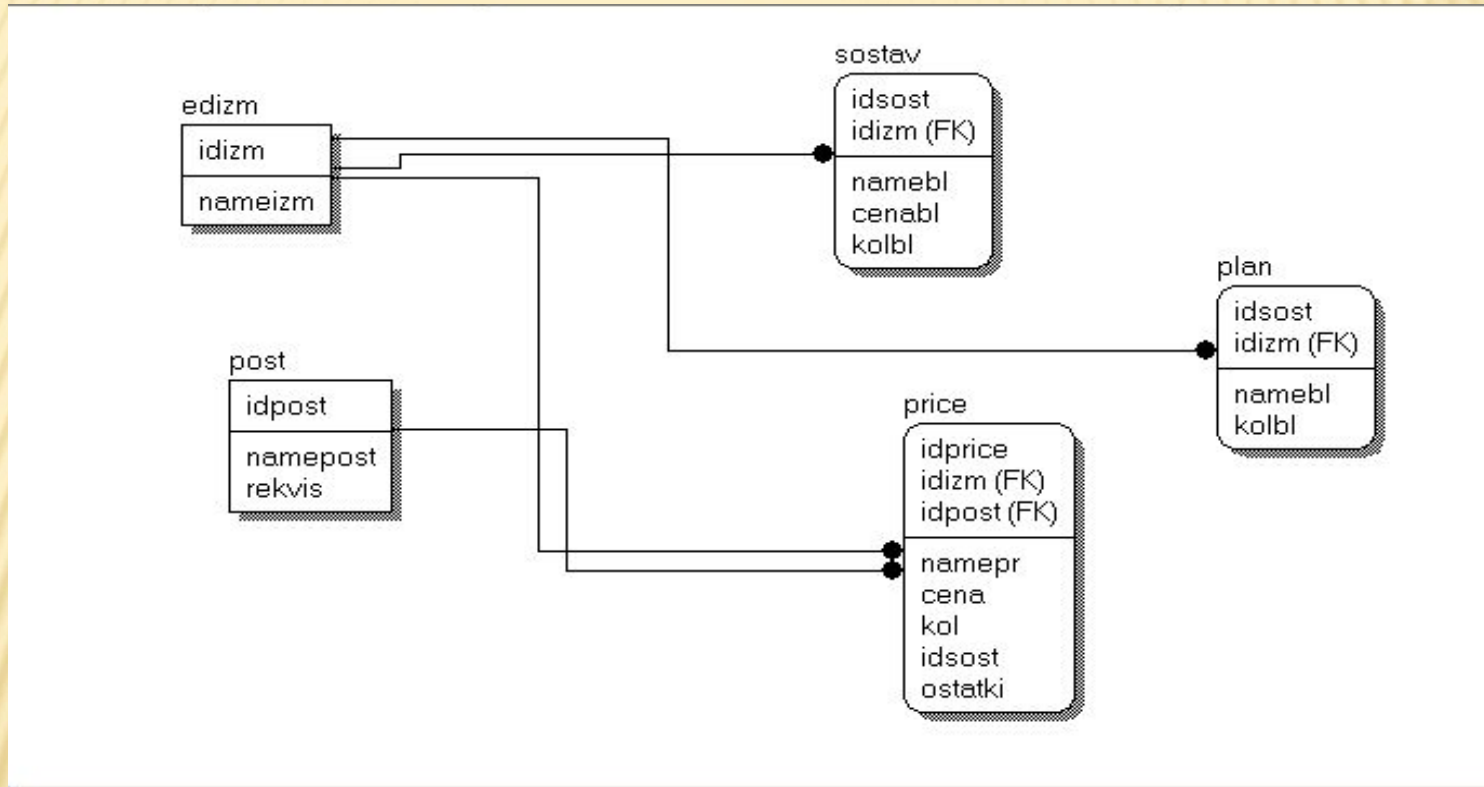 edizm
idizm
nameizm
sostav
idsost
idizm (FK)
namebl
cenabl
kolbl
plan
idsost
idizm (FK)
namebl
kolbl
post
idpost
namepost
rekvis
price
idprice
idizm (FK)
idpost (FK)
namepr
cena
kol
idsost
ostatki